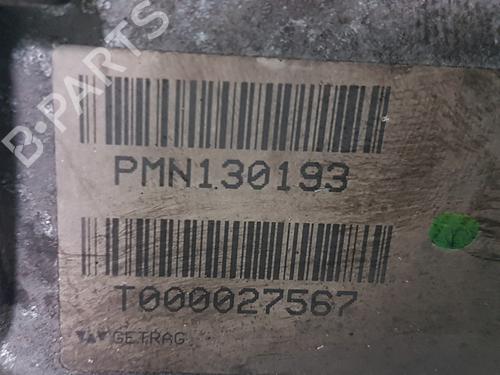 B-PARTS
PMN130193
T000027567
GETRAG